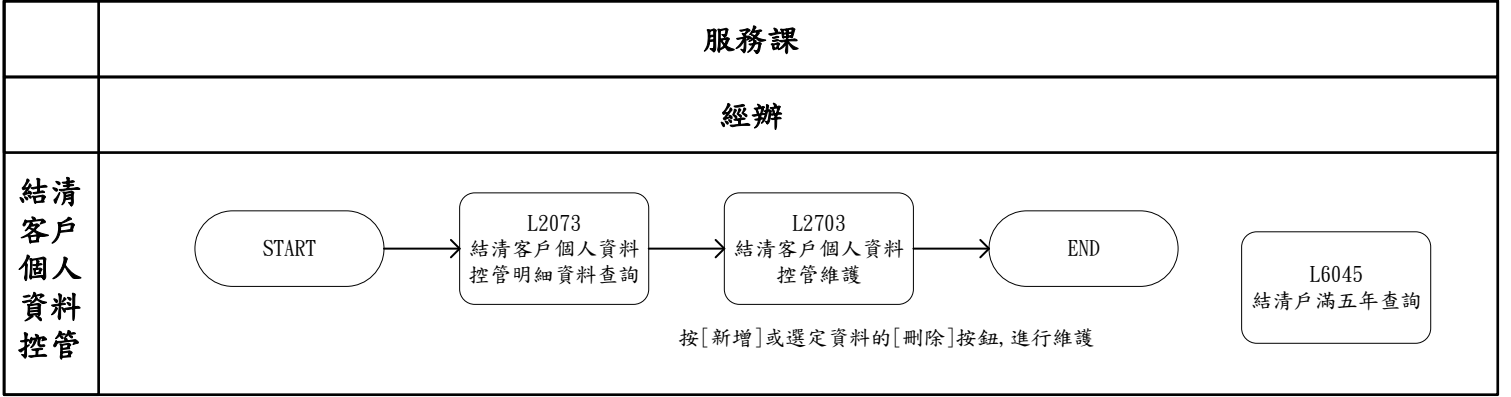 服務課
經辦
結清
客戶
個人
資料
控管
START
L2073
結清客戶個人資料
控管明細資料查詢
L2703
結清客戶個人資料
控管維護
END
L6045
結清戶滿五年查詢
按[新增]或選定資料的[刪除]按鈕,進行維護